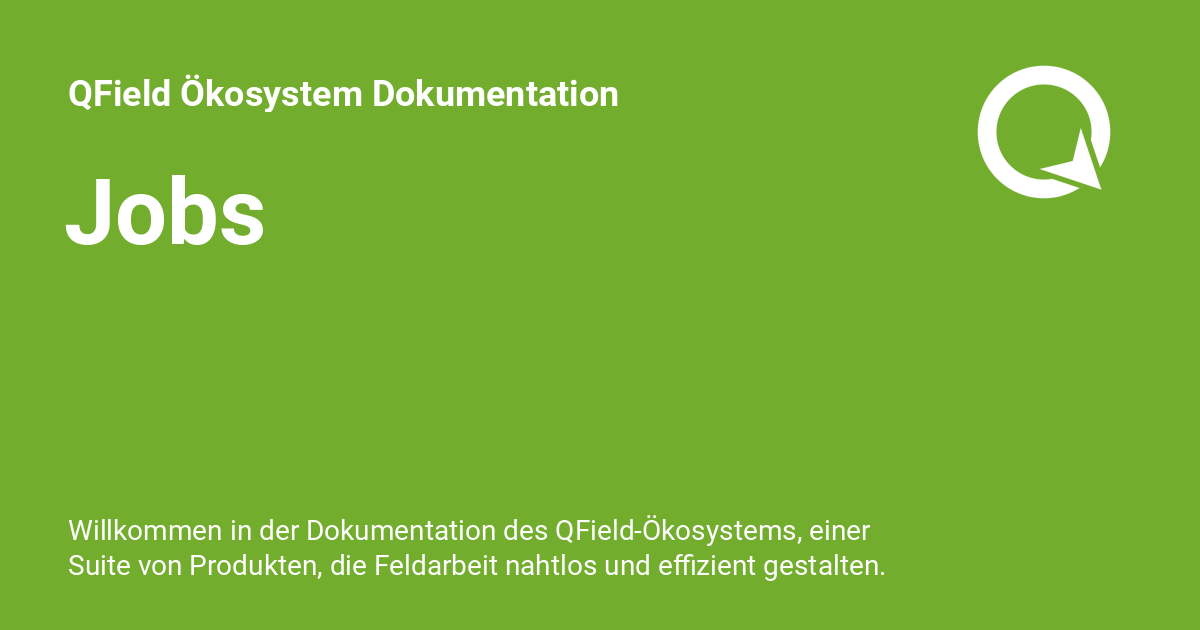 QField Ökosystem Dokumentation
Jobs
Willkommen in der Dokumentation des QField-Ökosystems, einer
Suite von Produkten, die Feldarbeit nahtlos und effizient gestalten.